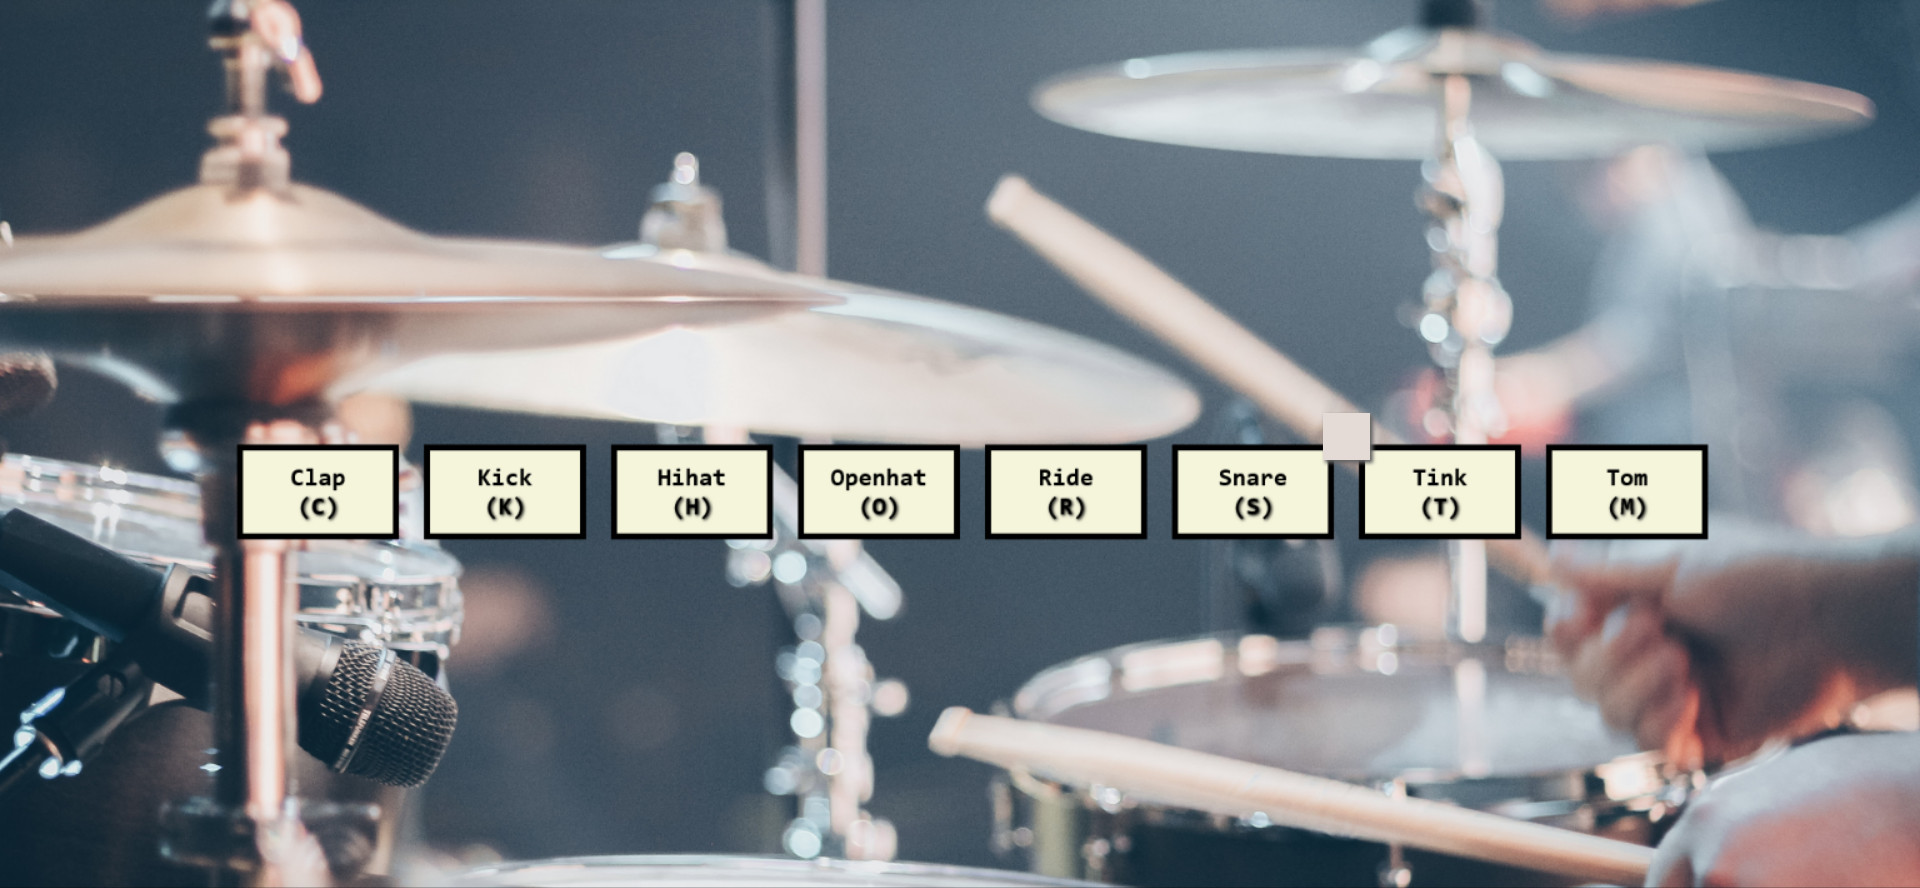 Clap
(C)
Kick
(K)
Hihat
(H)
Openhat
(O)
Ride
(R)
Snare
(S)
Tink
(T)
Tom
(M)